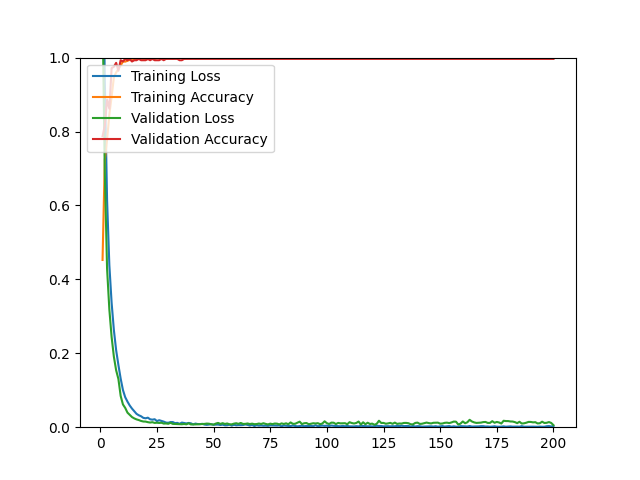 1.0
0.8
0.6
0.4
0.2
0.0
Training Loss
Training Accuracy
Validation Loss
Validation Accuracy
0 25 50 75 100 125 150 175 200